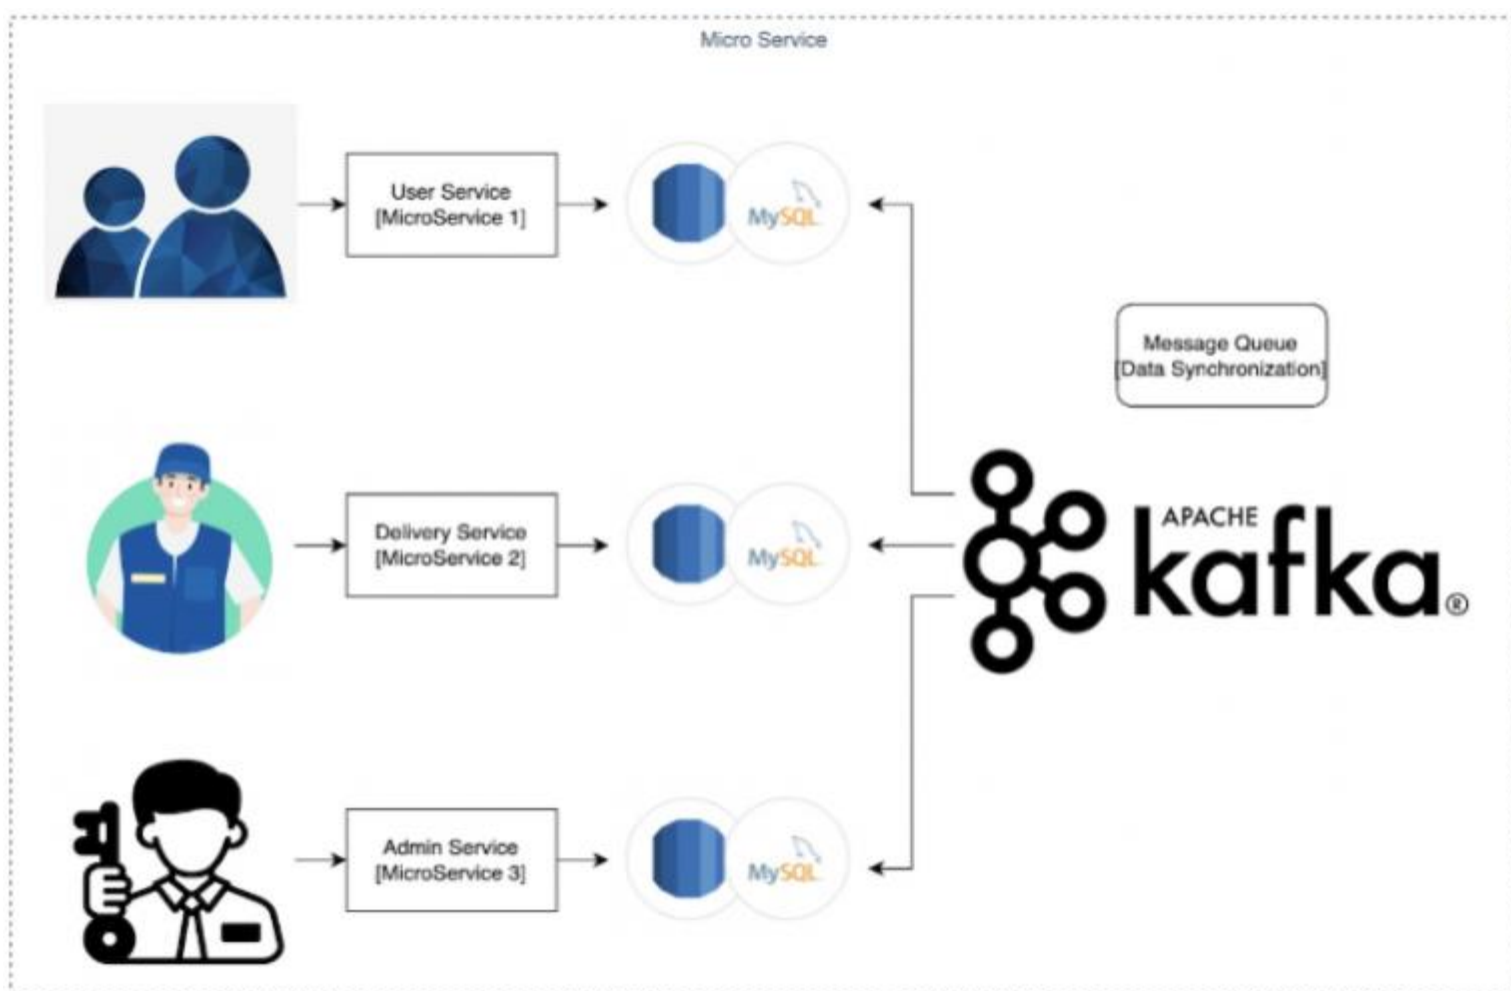 Micro Service
User Service
[MicroService 1]
MySQL
Message Queue
[Data Synchronization]
Delivery Service
[MicroService 2]
MySQL
APACHE
kafka®
Admin Service
[MicroService 3]
MySQL